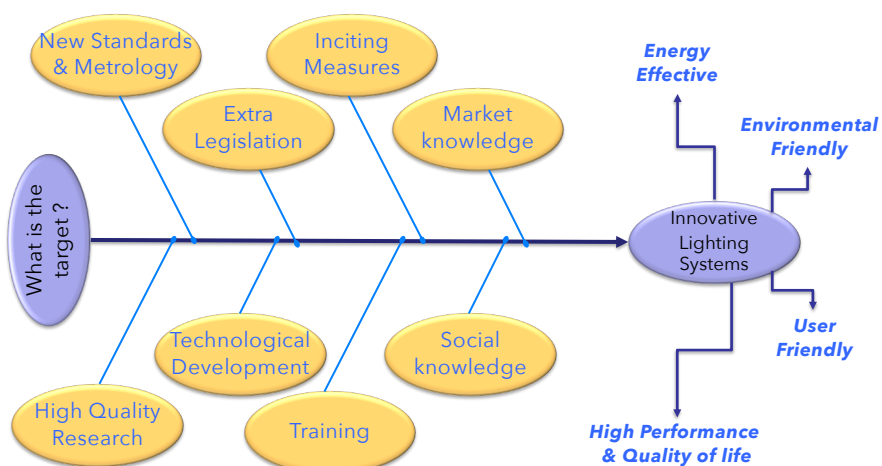 New Standards
& Metrology
Inciting
Measures
Extra
Legislation
Market
knowledge
What is the
target ?
Technological
Development
Social
knowledge
High Quality
Research
Training
Energy
Effective
Environmental
Friendly
Innovative
Lighting
Systems
User
Friendly
High Performance
& Quality of life